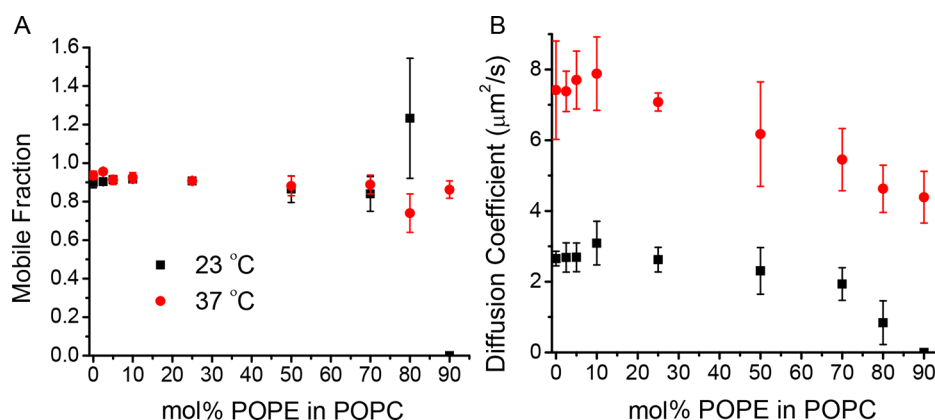 A
Mobile Fraction
1.6
1.4
1.2
1.0
0.8
0.6
0.4
0.2
0.0
23 °C
37 °C
0 10 20 30 40 50 60 70 80 90
mol% POPE in POPC
B
Diffusion Coefficient (μm²/s)
8
6
4
2
0
0 10 20 30 40 50 60 70 80 90
mol% POPE in POPC